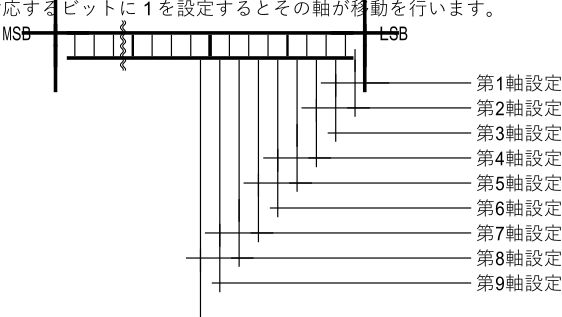 応するビットに 1 を設定するとその軸が移動を行います。
MSB LSB
第1軸設定
第2軸設定
第3軸設定
第4軸設定
第5軸設定
第6軸設定
第7軸設定
第8軸設定
第9軸設定